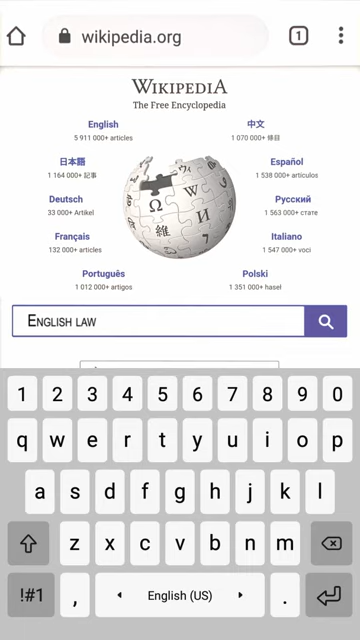 wikipedia.org
1
WIKIPEDIA
The Free Encyclopedia
English
5 911 000+ articles
中文
1 070 000+ 條目
日本語
1 164 000+ 記事
Español
1 538 000+ artículos
Deutsch
33 000+ Artikel
Русский
1 563 000+ стате
Français
132 000+ articles
Italiano
1 547 000+ voci
Português
1 012 000+ artigos
Polski
1 351 000+ hasel
Ω
W
И
維
ENGLISH LAW
1 2 3 4 5 6 7 8 9 0
q w e r t y u i o p
a s d f g h j k l
z x c v b n m
!#1 , English (US) .